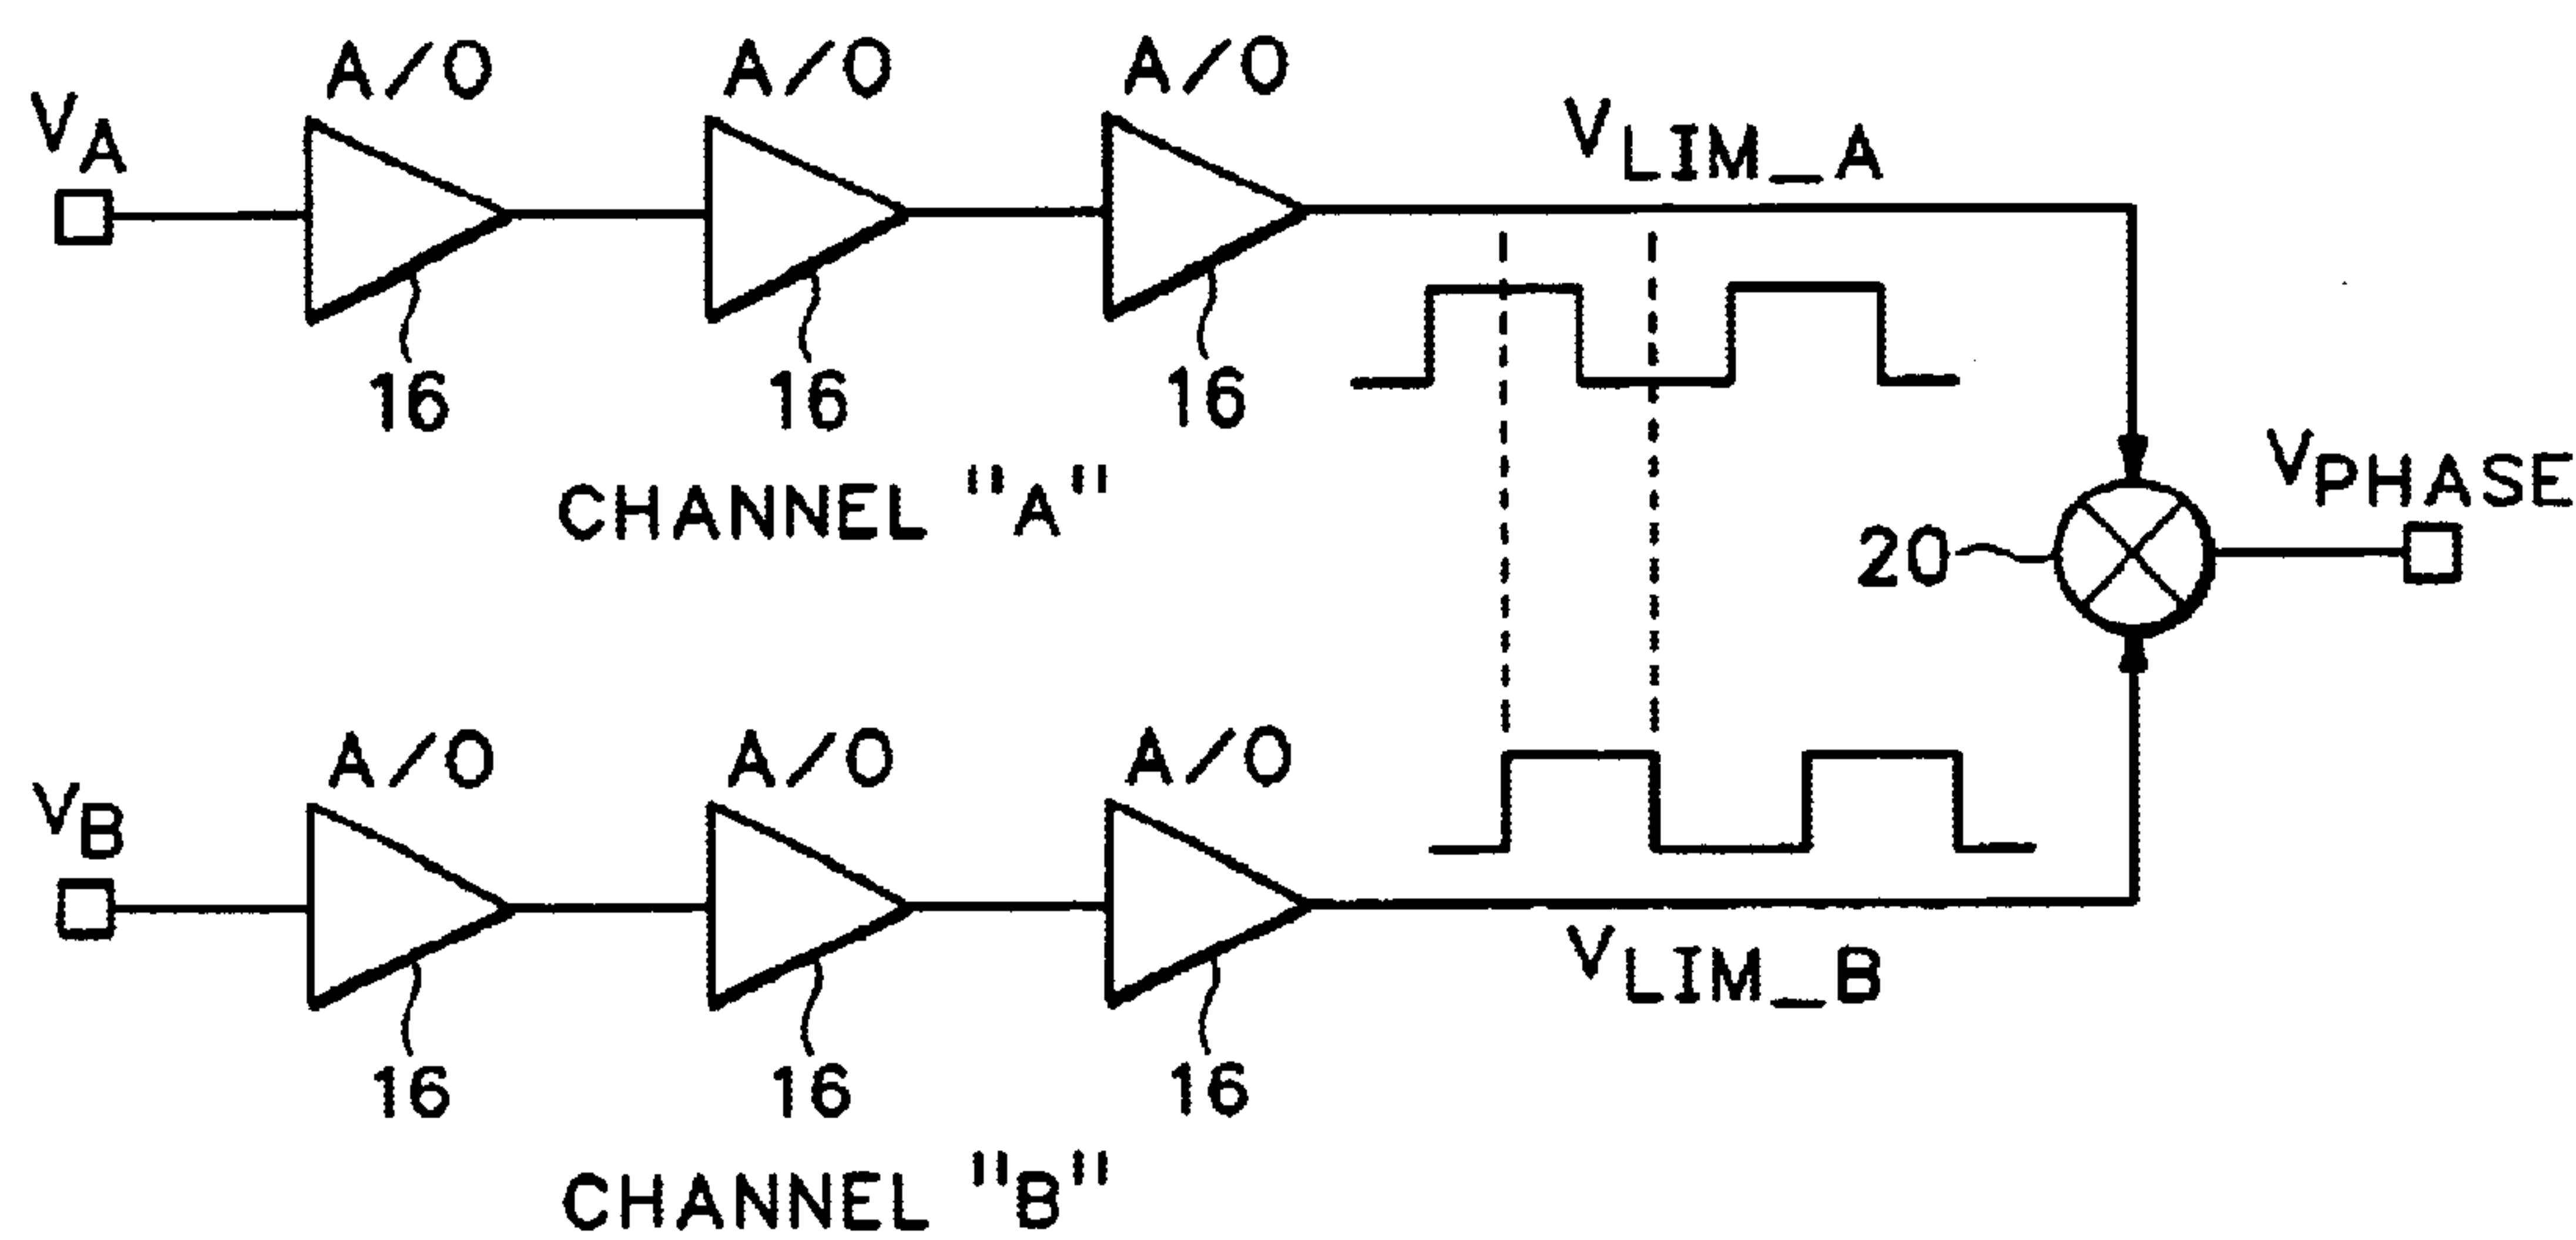 A/O A/O A/O
VA
VLIM_A
16 16 16
CHANNEL "A"
VPHASE
20
A/O A/O A/O
VB
VLIM_B
16 16 16
CHANNEL "B"